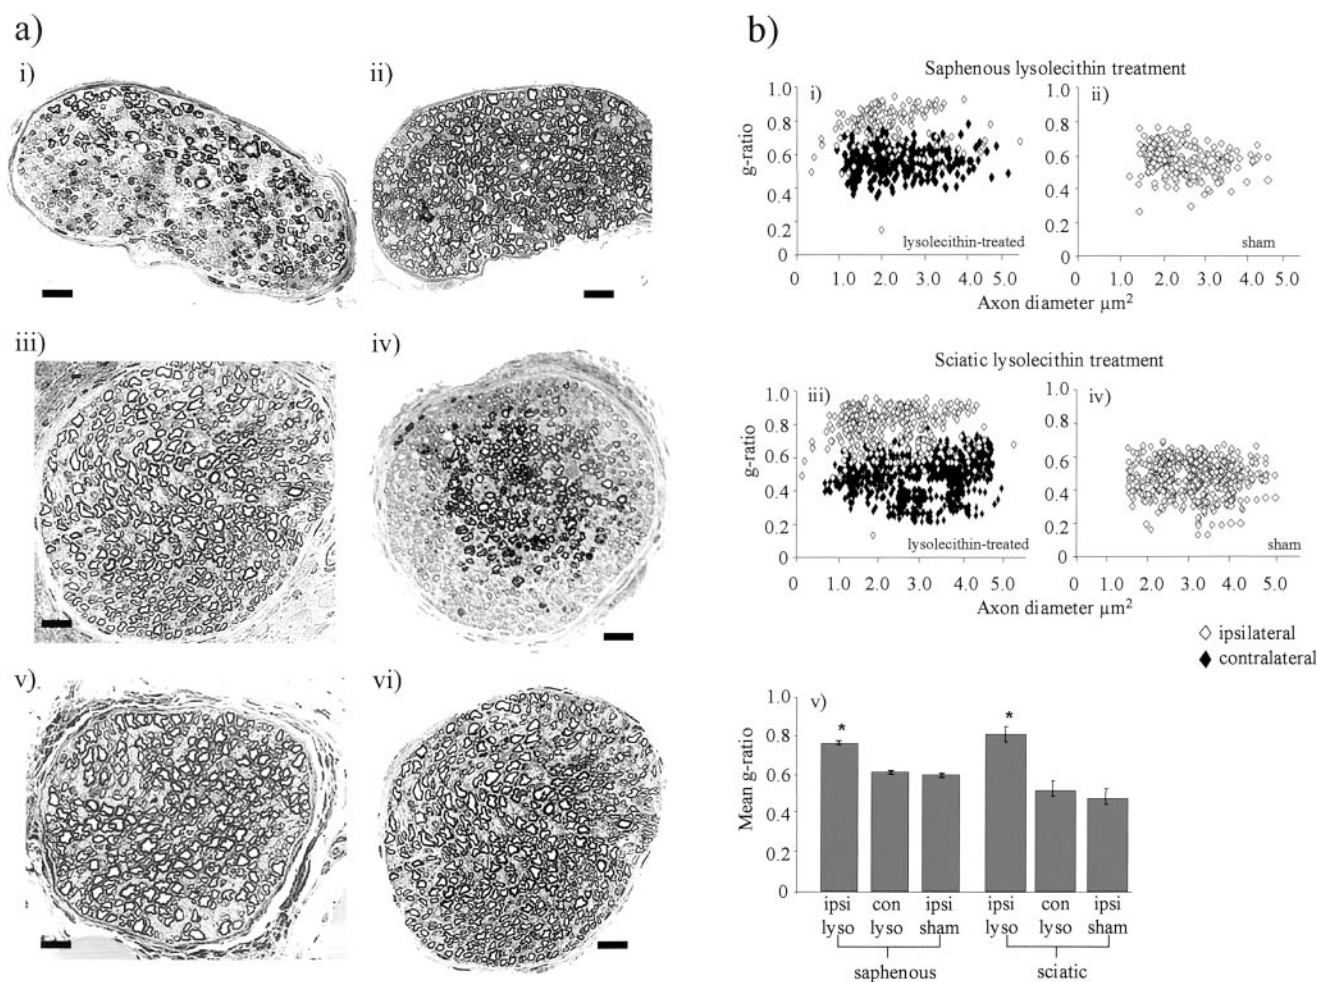 a)
i)
ii)
iii)
iv)
v)
vi)
b)
Saphenous lysolecithin treatment
i)
ii)
g-ratio
1.0
0.8
0.6
0.4
0.2
0
lysolecithin-treated
0 1.0 2.0 3.0 4.0 5.0
1.0
0.8
0.6
0.4
0.2
0
sham
0 1.0 2.0 3.0 4.0 5.0
Axon diameter µm²
Sciatic lysolecithin treatment
iii)
iv)
g-ratio
1.0
0.8
0.6
0.4
0.2
0
lysolecithin-treated
0 1.0 2.0 3.0 4.0 5.0
1.0
0.8
0.6
0.4
0.2
0
sham
0 1.0 2.0 3.0 4.0 5.0
Axon diameter µm²
ipsilateral
contralateral
v)
Mean g-ratio
1.0
0.8
0.6
0.4
0.2
0
* *
ipsi con ipsi ipsi con ipsi
lyso lyso sham lyso lyso sham
saphenous sciatic